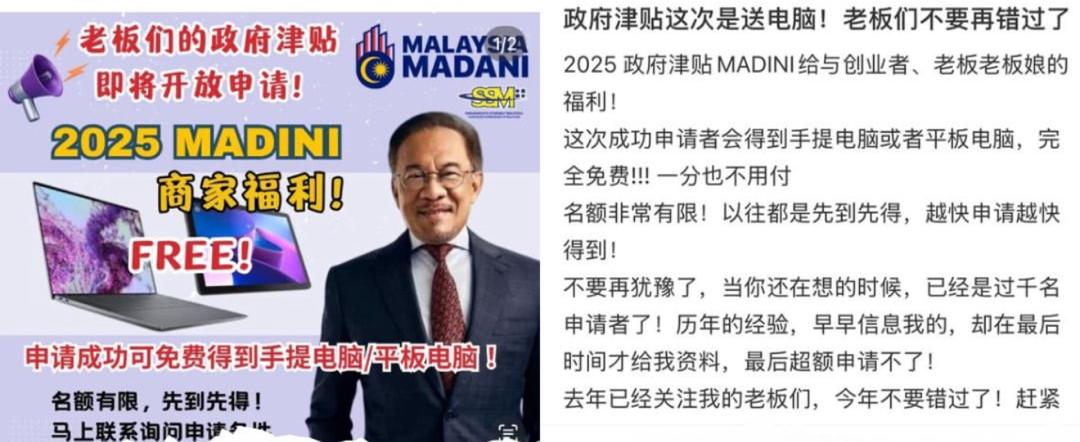 老板们的政府津贴
即将开放申请!
MALAYSIA
MADANI
1/2
SSM
2025 MADINI
商家福利!
FREE!
申请成功可免费得到手提电脑/平板电脑!
名额有限,先到先得!
马上联系询问申请条件
政府津贴这次是送电脑!老板们不要再错过了
2025 政府津贴MADINI给与创业者、老板老板娘的
福利!
这次成功申请者会得到手提电脑或者平板电脑,完
全免费!!! 一分也不用付
名额非常有限!以往都是先到先得,越快申请越快
得到!
不要再犹豫了,当你还在想的时候,已经是过千名
申请者了!历年的经验,早早信息我的,却在最后
时间才给我资料,最后超额申请不了!
去年已经关注我的老板们,今年不要错过了!赶紧